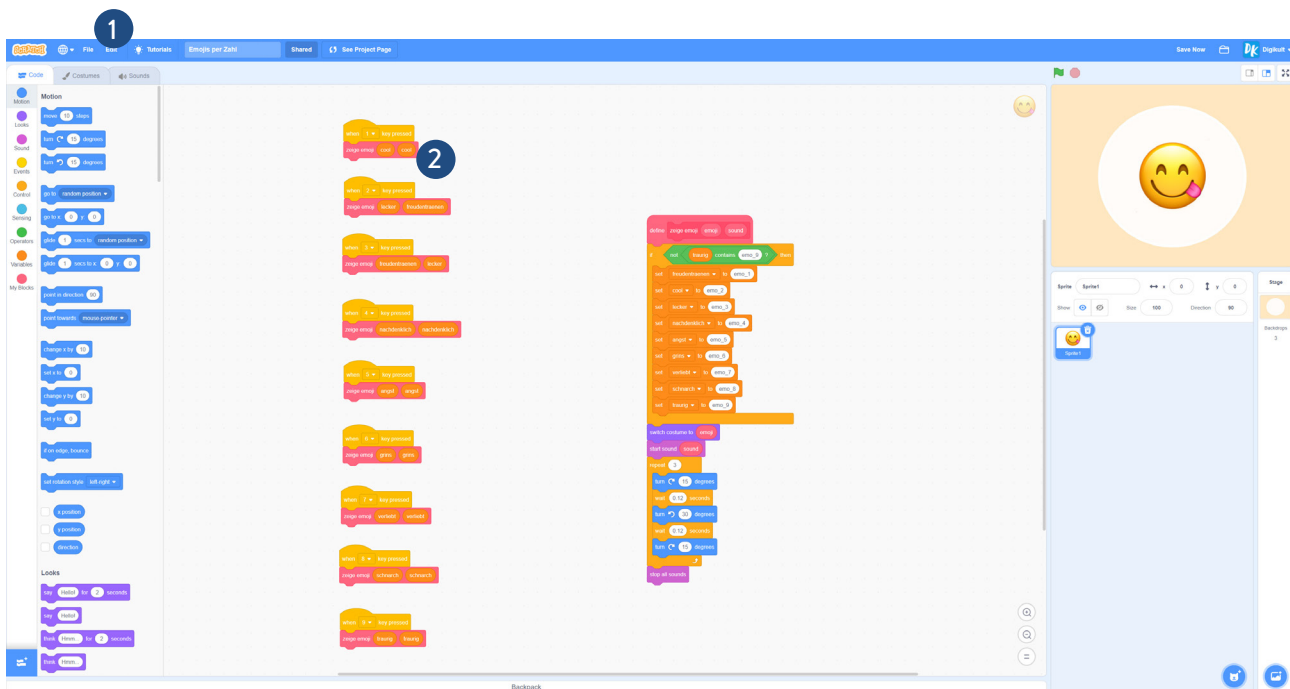 1
SCRATCH File Edit Tutorials Emojis per Zahl Shared See Project Page Save Now DK Digikult
Code Costumes Sounds
Motion
Looks
Sound
Events
Control
Sensing
Operators
Variables
My Blocks
Motion
move 10 steps
turn 15 degrees
turn 15 degrees
go to random position
go to x: 0 y: 0
glide 1 secs to random position
glide 1 secs to x: 0 y: 0
point in direction 90
point towards mouse-pointer
change x by 10
set x to 0
change y by 10
set y to 0
if on edge, bounce
set rotation style left-right
x position
y position
direction
Looks
say Hello! for 2 seconds
say Hello!
think Hmm... for 2 seconds
think Hmm...
when 1 key pressed
zeige emoji cool cool
2
when 2 key pressed
zeige emoji lecker freudentraenen
when 3 key pressed
zeige emoji freudentraenen lecker
when 4 key pressed
zeige emoji nachdenklich nachdenklich
when 5 key pressed
zeige emoji angst angst
when 6 key pressed
zeige emoji grins grins
when 7 key pressed
zeige emoji verliebt verliebt
when 8 key pressed
zeige emoji schnarch schnarch
when 9 key pressed
zeige emoji traurig traurig
define zeige emoji emoji sound
if not traurig contains emo_9 ? then
set freudentraenen to emo_1
set cool to emo_2
set lecker to emo_3
set nachdenklich to emo_4
set angst to emo_5
set grins to emo_6
set verliebt to emo_7
set schnarch to emo_8
set traurig to emo_9
switch costume to emoji
start sound sound
repeat 3
turn 15 degrees
wait 0.12 seconds
turn 30 degrees
wait 0.12 seconds
turn 15 degrees
stop all sounds
Sprite Sprite1 x 0 y 0
Show Size 100 Direction 90
Sprite1
Stage
Backdrops
3
Backpack